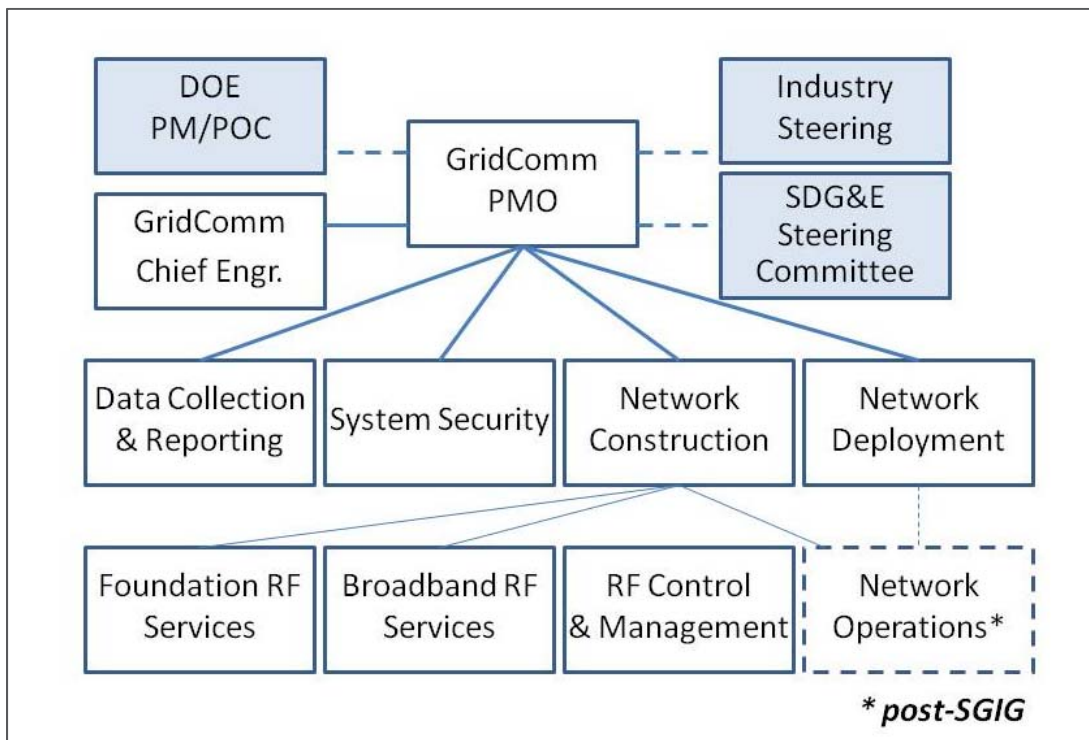 DOE
PM/POC
GridComm
PMO
Industry
Steering
GridComm
Chief Engr.
SDG&E
Steering
Committee
Data Collection
& Reporting
System Security
Network
Construction
Network
Deployment
Foundation RF
Services
Broadband RF
Services
RF Control
& Management
Network
Operations*
* post-SGIG